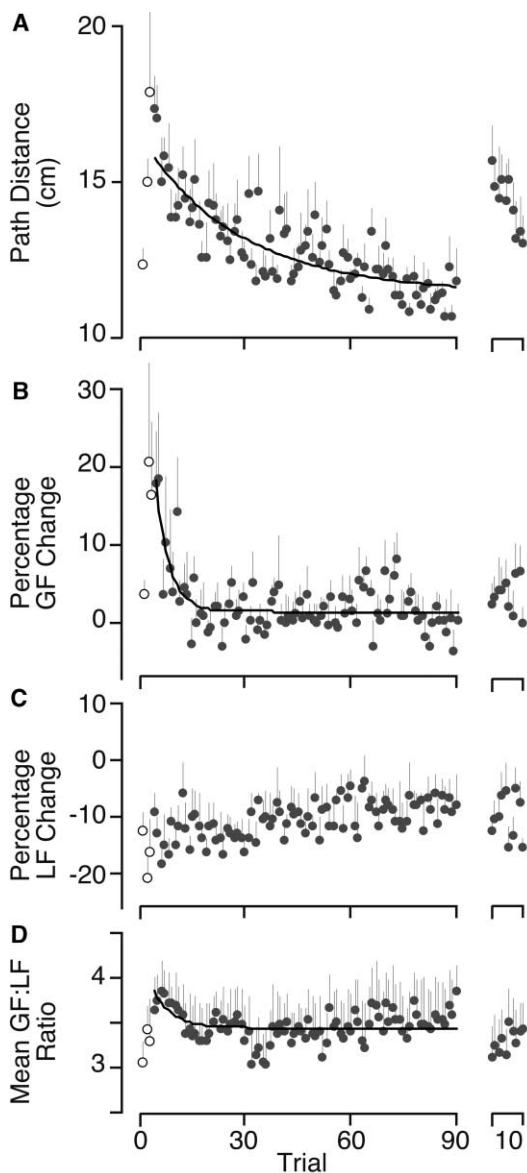 A
20
15
10
Path Distance
(cm)
B
30
20
10
0
Percentage
GF Change
C
10
0
-10
-20
Percentage
LF Change
D
4
3
Mean GF:LF
Ratio
0 30 60 90 10
Trial